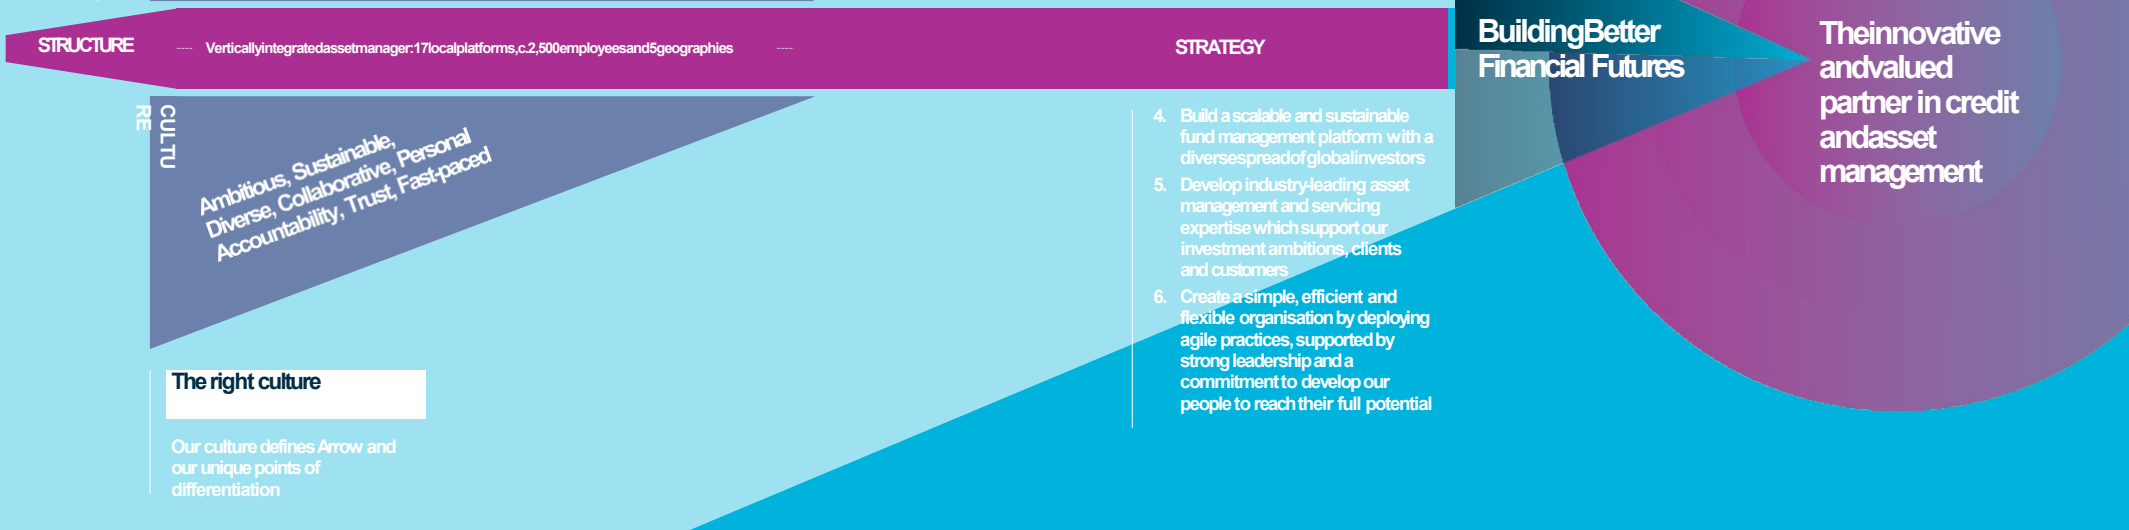 STRUCTURE
Verticallyintegratedassetmanager:17localplatforms,c.2,500employeesand5geographies
STRATEGY
BuildingBetter
Financial Futures
Theinnovative
andvalued
partner in credit
andasset
management
CULTU
RE
Ambitious, Sustainable,
Diverse, Collaborative, Personal
Accountability, Trust, Fast-paced
The right culture
Our culture defines Arrow and
our unique points of
differentiation
4. Build a scalable and sustainable
fund management platform with a
diversespreadofglobalinvestors
5. Develop industry-leading asset
management and servicing
expertise which support our
investment ambitions, clients
and customers
6. Create a simple, efficient and
flexible organisation by deploying
agile practices, supported by
strong leadership and a
commitment to develop our
people to reach their full potential